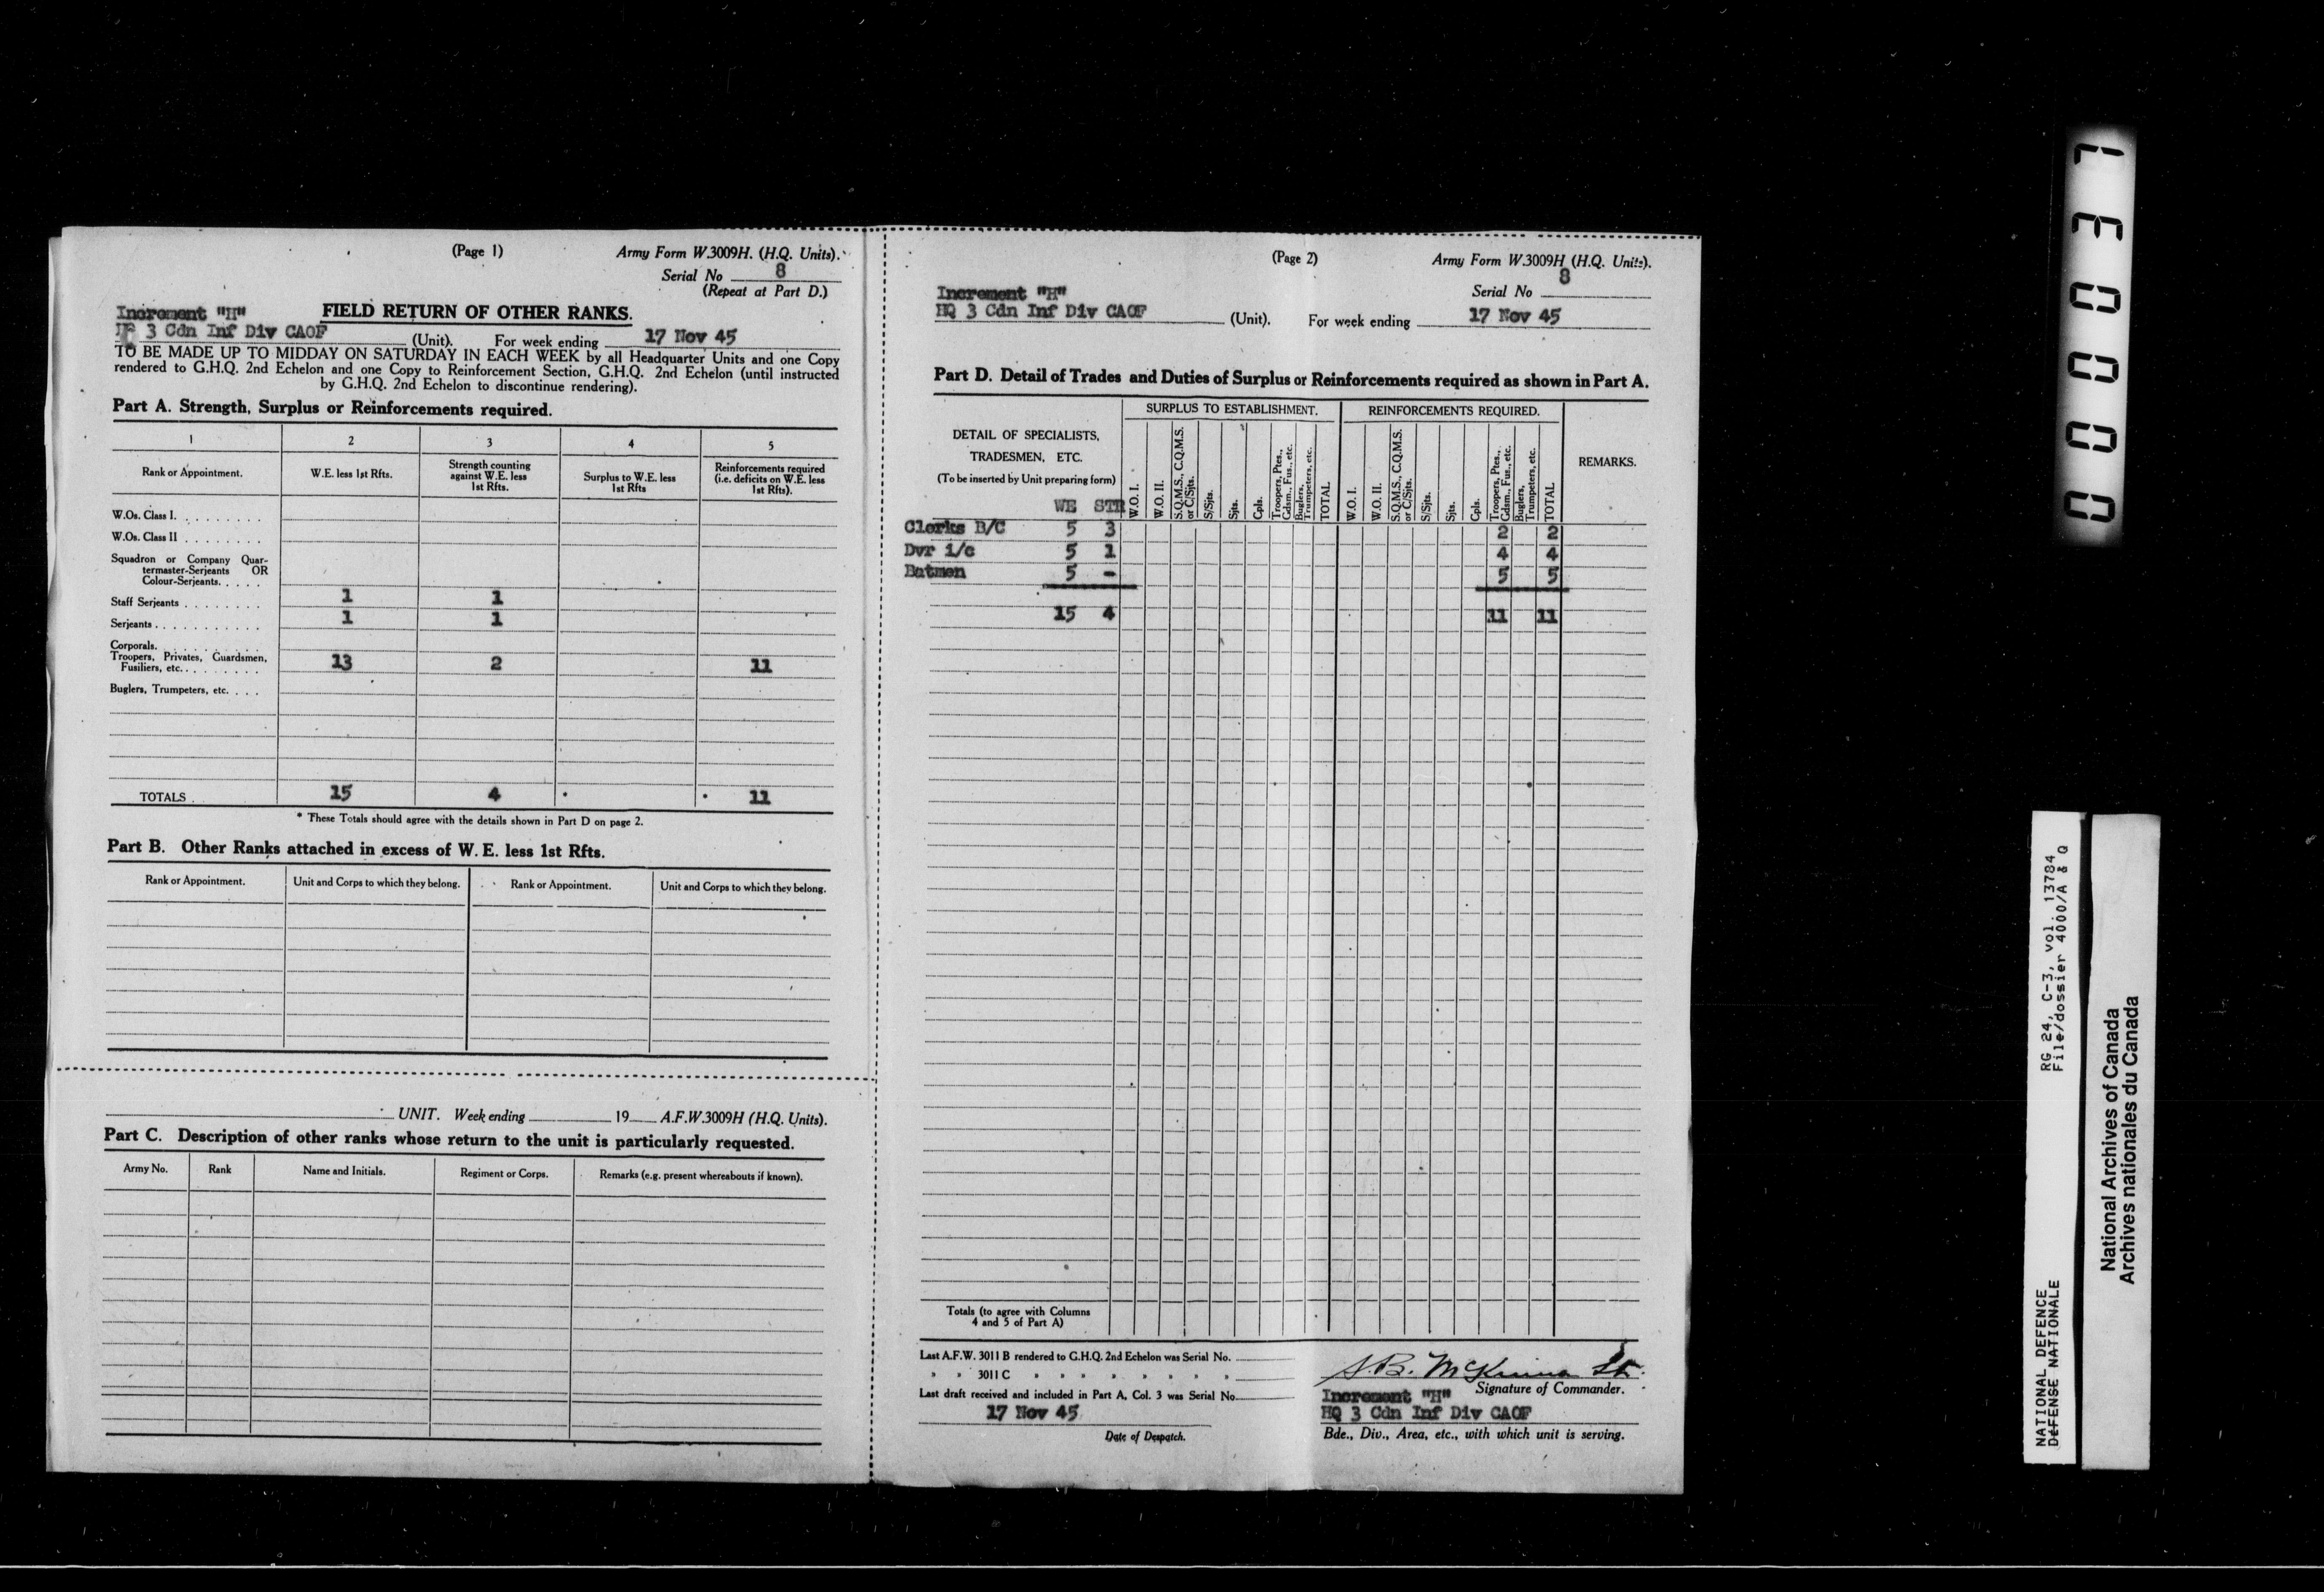 (Page 1)
Army Form W.3009H. (H.Q. Units).
Serial No 8
(Repeat at Part D.)
Increment "H"
FIELD RETURN OF OTHER RANKS.
3 Cdn Inf Div CAOF (Unit). For week ending 17 Nov 45
TO BE MADE UP TO MIDDAY ON SATURDAY IN EACH WEEK by all Headquarter Units and one Copy
rendered to G.H.Q. 2nd Echelon and one Copy to Reinforcement Section, G.H.Q. 2nd Echelon (until instructed
by G.H.Q. 2nd Echelon to discontinue rendering).
Part A. Strength, Surplus or Reinforcements required.
1 2 3 4 5
Rank or Appointment.
W.E. less 1st Rfts.
Strength counting
against W.E. less
1st Rfts.
Surplus to W.E. less
1st Rfts
Reinforcements required
(i.e. deficits on W.E. less
1st Rfts).
W.Os. Class I.
W.Os. Class II
Squadron or Company Quar-
termaster-Serjeants OR
Colour-Serjeants.
Staff Serjeants 1 1
Serjeants 1 1
Corporals.
Troopers, Privates, Guardsmen,
Fusiliers, etc. 13 2 11
Buglers, Trumpeters, etc.
TOTALS 15 4 * * 11
* These Totals should agree with the details shown in Part D on page 2.
Part B. Other Ranks attached in excess of W.E. less 1st Rfts.
Rank or Appointment. Unit and Corps to which they belong. Rank or Appointment. Unit and Corps to which they belong.
UNIT. Week ending 19 A.F.W.3009H (H.Q. Units).
Part C. Description of other ranks whose return to the unit is particularly requested.
Army No. Rank Name and Initials. Regiment or Corps. Remarks (e.g. present whereabouts if known).
(Page 2)
Army Form W.3009H (H.Q. Units).
8
Serial No
Increment "H"
HQ 3 Cdn Inf Div CAOF (Unit). For week ending 17 Nov 45
Part D. Detail of Trades and Duties of Surplus or Reinforcements required as shown in Part A.
DETAIL OF SPECIALISTS,
TRADESMEN, ETC.
(To be inserted by Unit preparing form)
SURPLUS TO ESTABLISHMENT. REINFORCEMENTS REQUIRED.
REMARKS.
W.O. I.
W.O. II.
S.Q.M.S., C.Q.M.S.
or C/Sjts.
S/Sjts.
Sjts.
Cpls.
Troopers, Ptes.,
Gdsm., Fus., etc.
Buglers,
Trumpeters, etc.
TOTAL
W.O. I.
W.O. II.
S.Q.M.S., C.Q.M.S.
or C/Sjts.
S/Sjts.
Sjts.
Cpls.
Troopers, Ptes.,
Gdsm., Fus., etc.
Buglers,
Trumpeters, etc.
TOTAL
WE STR
Clerks B/C 5 3 2 2
Dvr i/c 5 1 4 4
Batmen 5 - 5 5
15 4 11 11
Totals (to agree with Columns
4 and 5 of Part A)
Last A.F.W. 3011 B rendered to G.H.Q. 2nd Echelon was Serial No.
" " 3011 C " " " " " " " "
Last draft received and included in Part A, Col. 3 was Serial No.
17 Nov 45
Date of Despatch.
Lt.
Signature of Commander.
Increment "H"
HQ 3 Cdn Inf Div CAOF
Bde., Div., Area, etc., with which unit is serving.
000037
NATIONAL DEFENCE RG 24, C-3, vol. 13784
DÉFENSE NATIONALE File/dossier 4000/A & Q
National Archives of Canada
Archives nationales du Canada